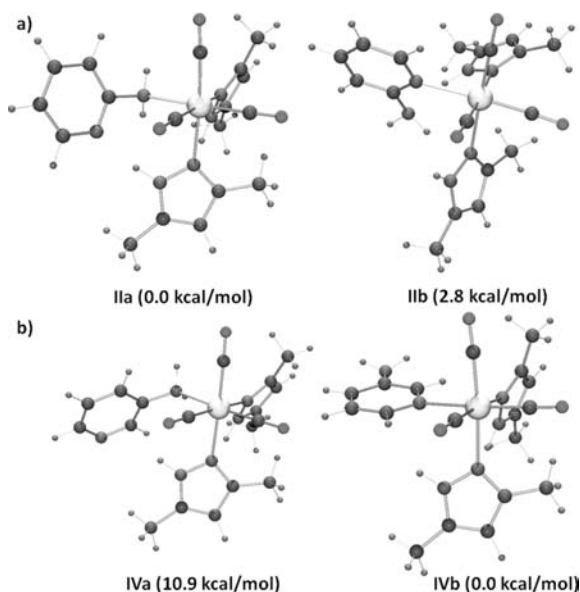 a)
IIa (0.0 kcal/mol)
IIb (2.8 kcal/mol)
b)
IVa (10.9 kcal/mol)
IVb (0.0 kcal/mol)